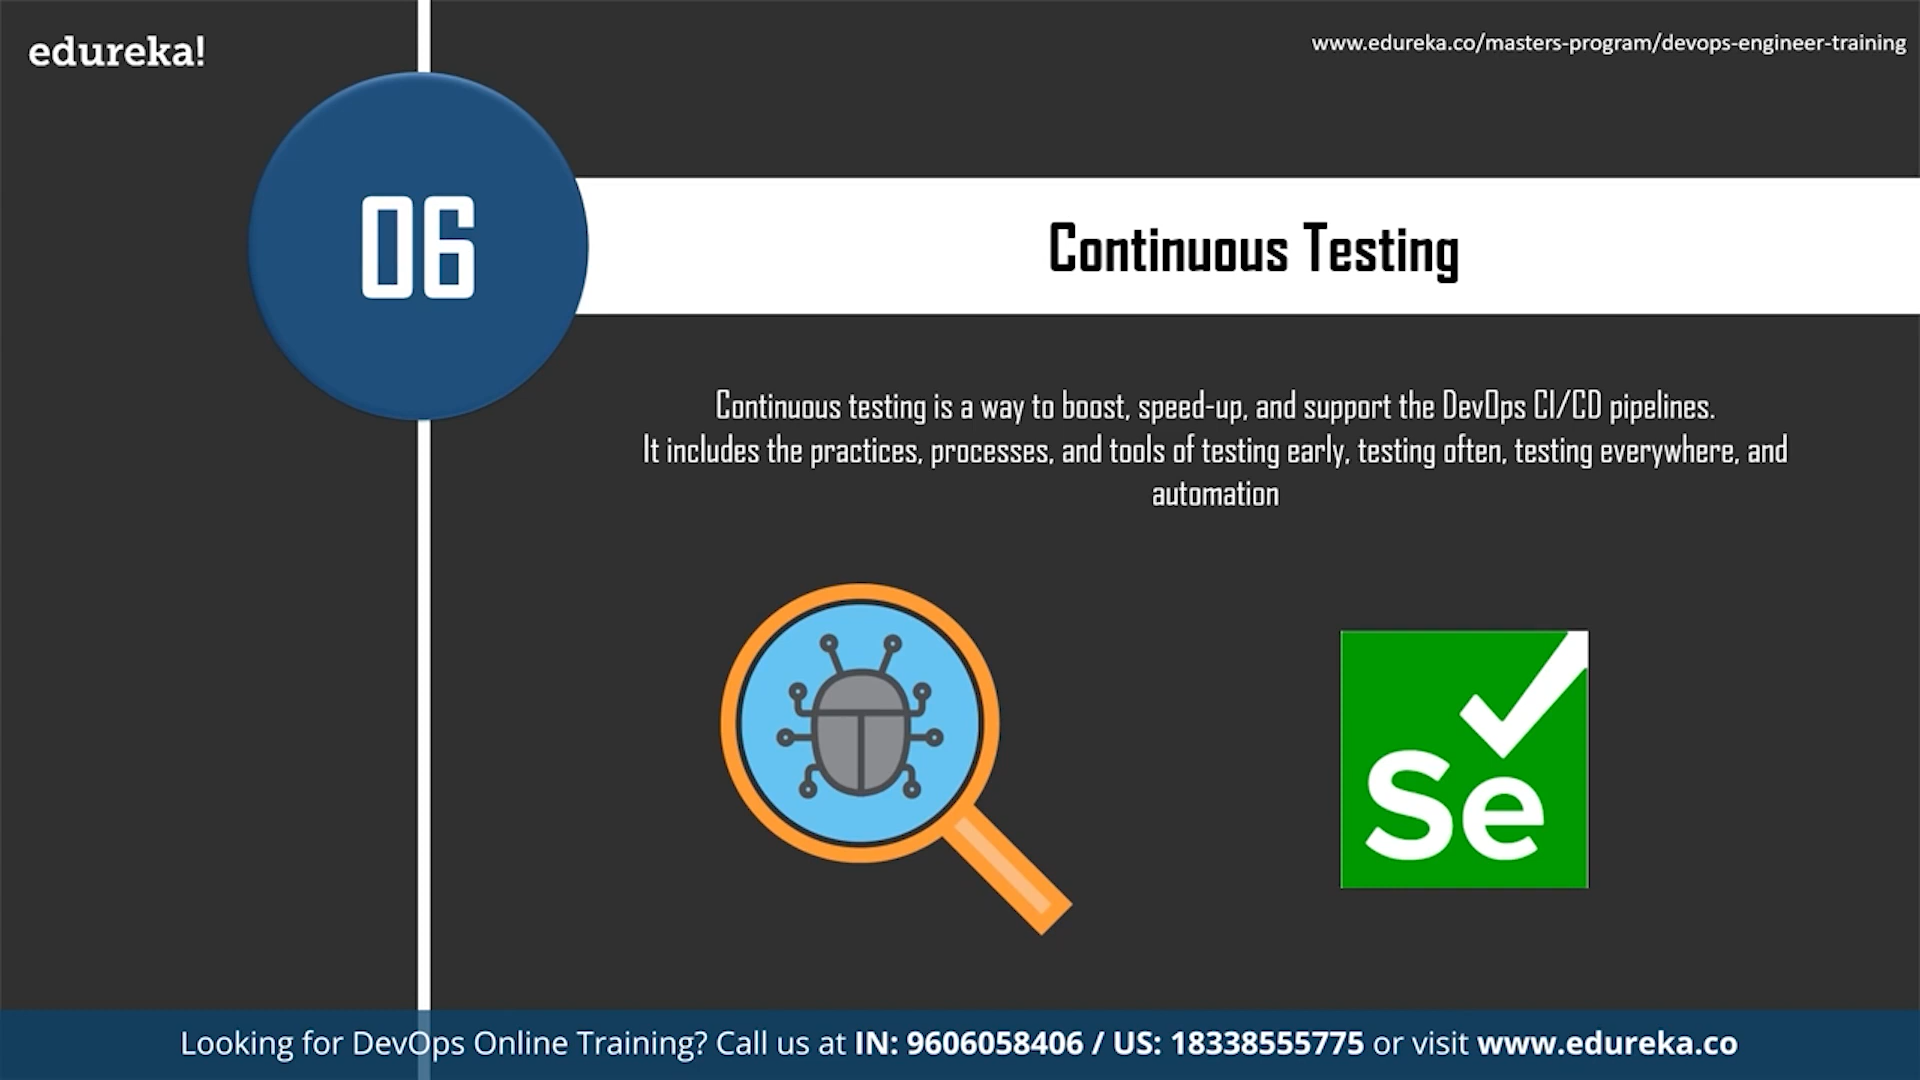 edureka!
www.edureka.co/masters-program/devops-engineer-training
06
Continuous Testing
Continuous testing is a way to boost, speed-up, and support the DevOps CI/CD pipelines.
It includes the practices, processes, and tools of testing early, testing often, testing everywhere, and
automation
Se
Looking for DevOps Online Training? Call us at IN: 9606058406 / US: 18338555775 or visit www.edureka.co